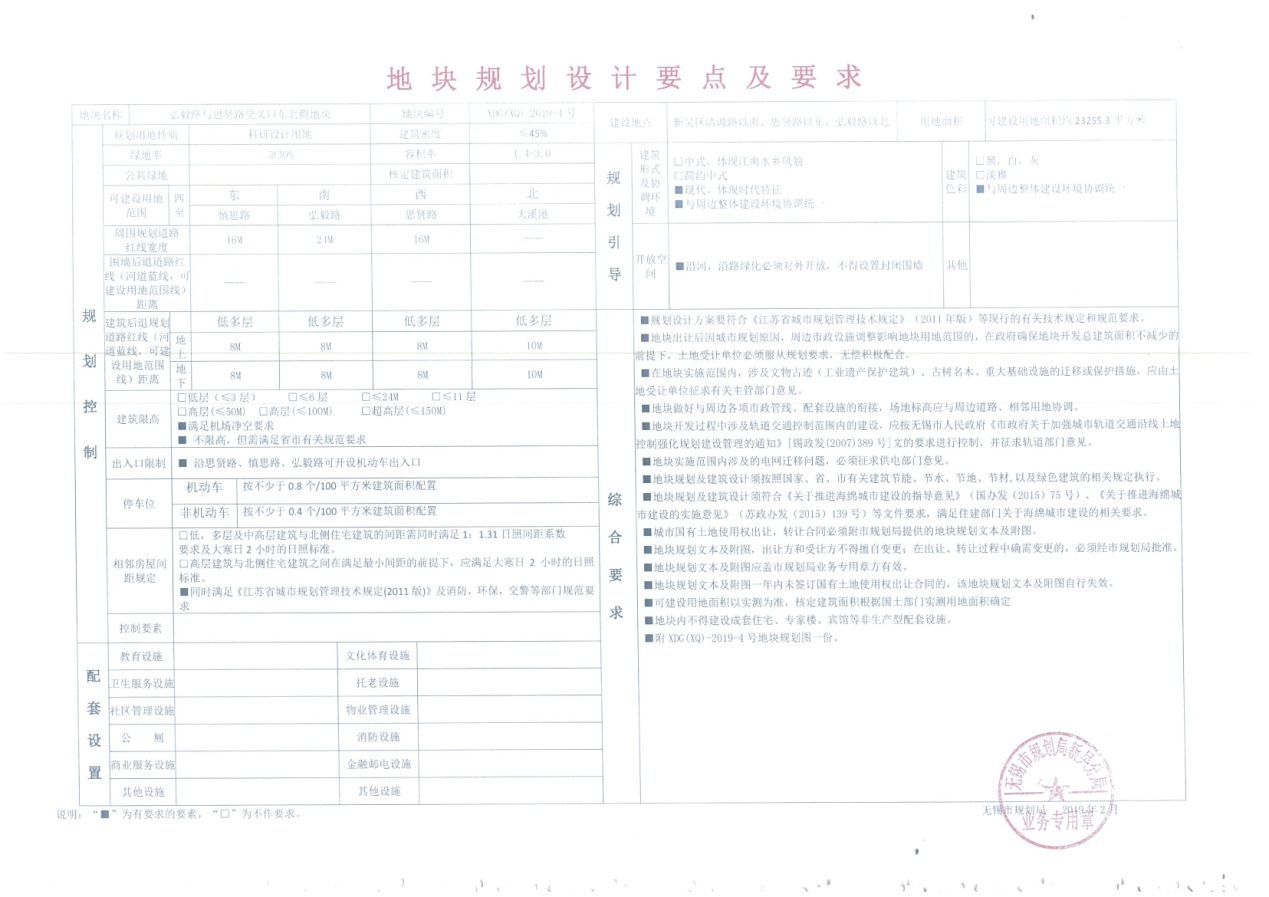 地块规划设计要点及要求
地块名称 弘毅路与思贤路交叉口东北侧地块 地块编号 XDG(XQ)-2019-4号 建设地点 新吴区清源路以南、思贤路以东、弘毅路以北 用地面积 可建设用地面积约23255.3平方米
规划控制
规划用地性质 科研设计用地 建筑密度 ≤45%
绿地率 ≥30% 容积率 1.4-3.0
公共绿地 核定建筑面积
可建设用地范围 四至 东 南 西 北
慎思路 弘毅路 思贤路 大溪港
周围规划道路
红线宽度 16M 24M 16M ——
围墙后退道路红
线（河道蓝线，可
建设用地范围线）
距离 —— —— —— ——
建筑后退规划
道路红线（河
道蓝线，可建
设用地范围
线）距离
低多层 低多层 低多层 低多层
地上 8M 8M 8M 10M
地下 8M 8M 8M 10M
建筑限高
□低层（≤3层） □≤6层 □≤24M □≤11层
□高层(≤50M) □高层(≤100M) □超高层(≤150M)
■满足机场净空要求
■ 不限高，但需满足省市有关规范要求
出入口限制 ■ 沿思贤路、慎思路、弘毅路可开设机动车出入口
停车位
机动车 按不少于0.8个/100平方米建筑面积配置
非机动车 按不少于0.4个/100平方米建筑面积配置
相邻房屋间
距规定
□低，多层及中高层建筑与北侧住宅建筑的间距需同时满足1：1.31日照间距系数
要求及大寒日2小时的日照标准。
□高层建筑与北侧住宅建筑之间在满足最小间距的前提下，应满足大寒日2小时的日照
标准。
■同时满足《江苏省城市规划管理技术规定(2011版)》及消防，环保，交警等部门规范要
求
控制要素
配套设置
教育设施 文化体育设施
卫生服务设施 托老设施
社区管理设施 物业管理设施
公 厕 消防设施
商业服务设施 金融邮电设施
其他设施 其他设施
规划引导
建筑形式及协调环境
□中式，体现江南水乡风貌
□简约中式
■现代，体现时代特征
■与周边整体建设环境协调统一
建筑色彩
□黑，白，灰
□淡雅
■与周边整体建设环境协调统一
开放空间 ■沿河，沿路绿化必须对外开放，不得设置封闭围墙 其他
综合要求
■规划设计方案要符合《江苏省城市规划管理技术规定》（2011年版）等现行的有关技术规定和规范要求。
■地块出让后因城市规划原因，周边市政设施调整影响地块用地范围的，在政府确保地块开发总建筑面积不减少的
前提下，土地受让单位必须服从规划要求，无偿积极配合。
■在地块实施范围内，涉及文物古迹（工业遗产保护建筑）、古树名木、重大基础设施的迁移或保护措施，应由土
地受让单位征求有关主管部门意见。
■地块做好与周边各项市政管线、配套设施的衔接，场地标高应与周边道路、相邻用地协调。
■地块开发过程中涉及轨道交通控制范围内的建设，应按无锡市人民政府《市政府关于加强城市轨道交通沿线土地
控制强化规划建设管理的通知》[锡政发(2007)389号]文的要求进行控制，并征求轨道部门意见。
■地块实施范围内涉及的电网迁移问题，必须征求供电部门意见。
■地块规划及建筑设计须按照国家、省、市有关建筑节能、节水、节地、节材，以及绿色建筑的相关规定执行。
■地块规划及建筑设计须符合《关于推进海绵城市建设的指导意见》（国办发（2015）75号）、《关于推进海绵城
市建设的实施意见》（苏政办发（2015）139号）等文件要求，满足住建部门关于海绵城市建设的相关要求。
■城市国有土地使用权出让，转让合同必须附市规划局提供的地块规划文本及附图。
■地块规划文本及附图，出让方和受让方不得擅自变更；在出让、转让过程中确需变更的，必须经市规划局批准。
■地块规划文本及附图应盖市规划局业务专用章方有效。
■地块规划文本及附图一年内未签订国有土地使用权出让合同的，该地块规划文本及附图自行失效。
■可建设用地面积以实测为准，核定建筑面积根据国土部门实测用地面积确定
■地块内不得建设成套住宅、专家楼、宾馆等非生产型配套设施。
■附XDG(XQ)-2019-4号地块规划图一份。
无锡市规划局新吴分局
业务专用章
无锡市规划局 2019年2月
说明：“■”为有要求的要素，“□”为不作要求。